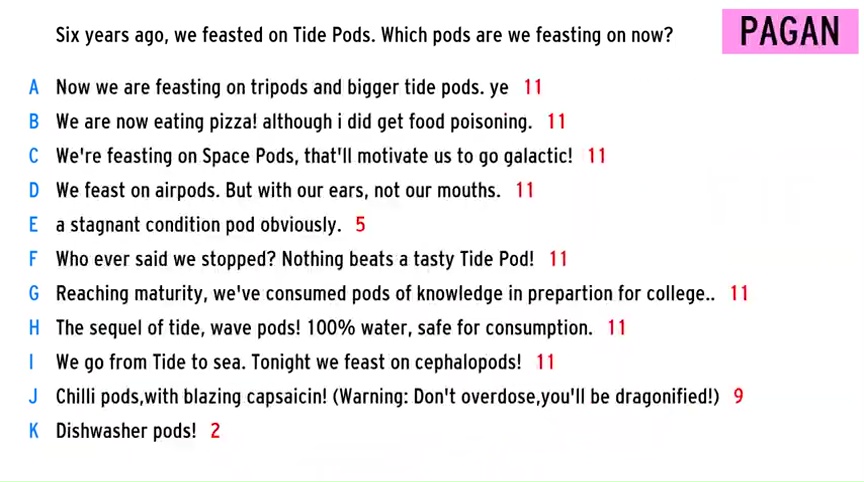 Six years ago, we feasted on Tide Pods. Which pods are we feasting on now?
PAGAN
A Now we are feasting on tripods and bigger tide pods. ye 11
B We are now eating pizza! although i did get food poisoning. 11
C We're feasting on Space Pods, that'll motivate us to go galactic! 11
D We feast on airpods. But with our ears, not our mouths. 11
E a stagnant condition pod obviously. 5
F Who ever said we stopped? Nothing beats a tasty Tide Pod! 11
G Reaching maturity, we've consumed pods of knowledge in prepartion for college.. 11
H The sequel of tide, wave pods! 100% water, safe for consumption. 11
I We go from Tide to sea. Tonight we feast on cephalopods! 11
J Chilli pods,with blazing capsaicin! (Warning: Don't overdose,you'll be dragonified!) 9
K Dishwasher pods! 2